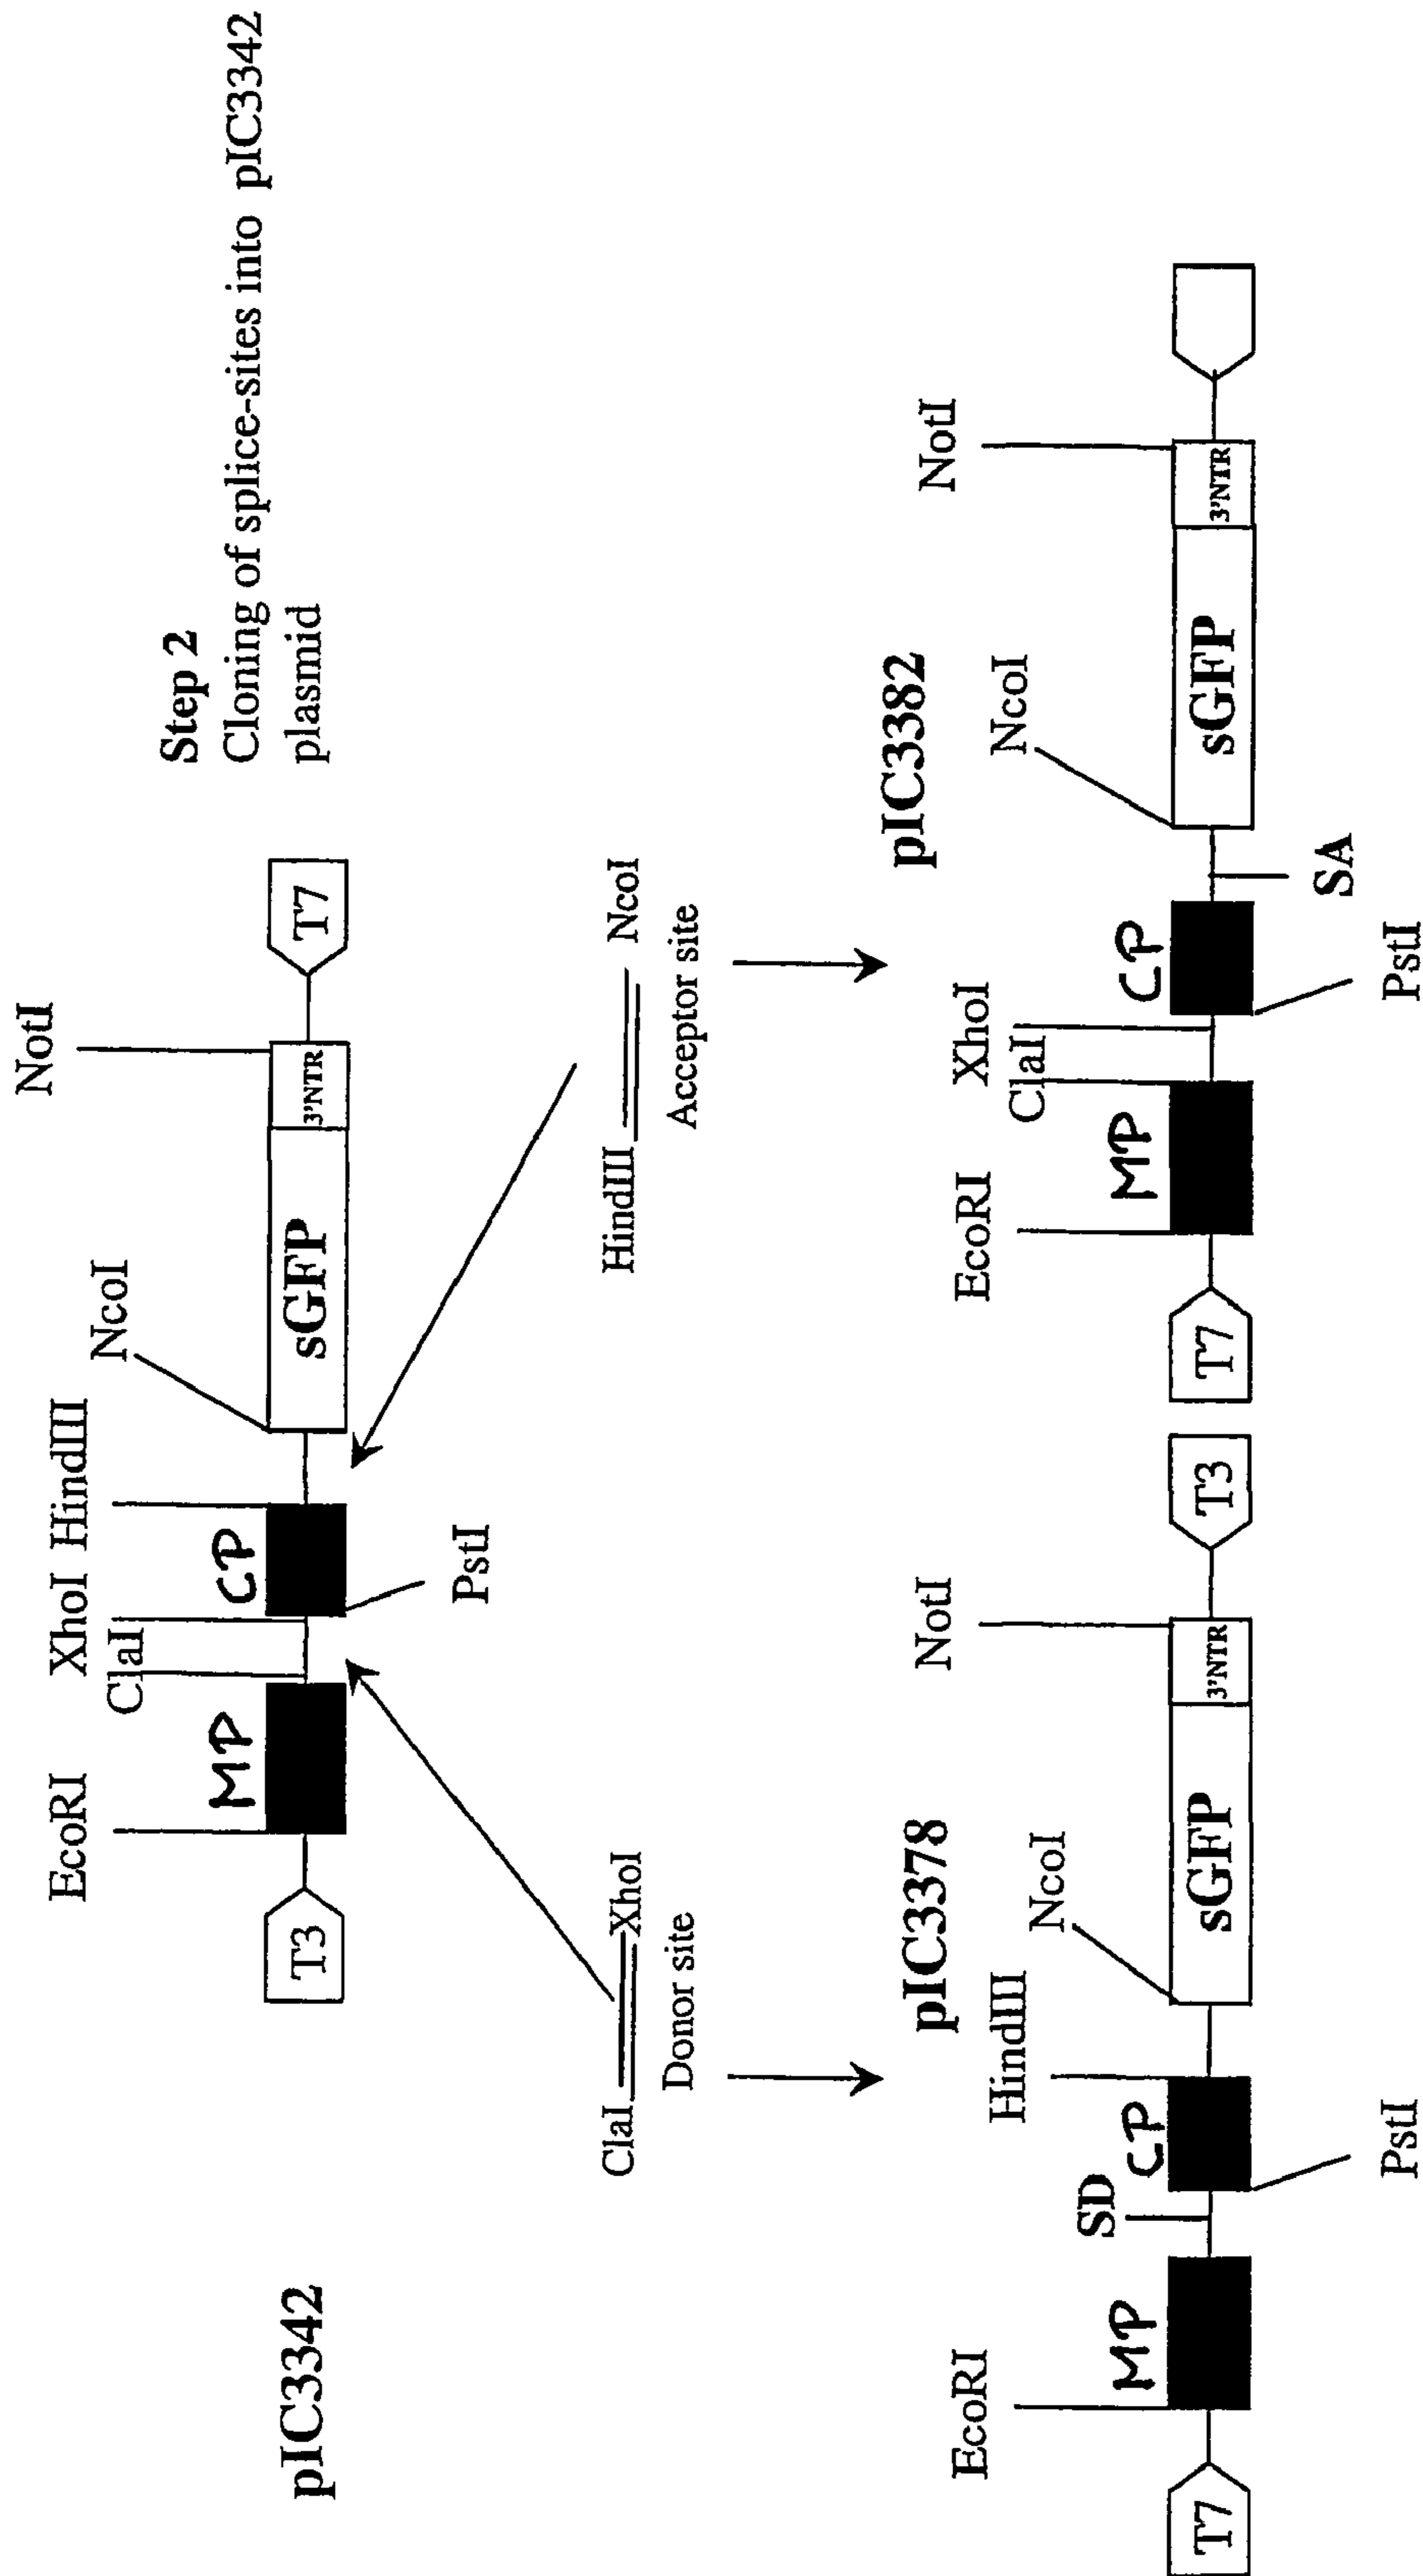 Step 2
Cloning of splice-sites into pIC3342
plasmid
pIC3342
EcoRI
ClaI
XhoI
HindIII
NcoI
NotI
T3
MP
CP
sGFP
3'NTR
T7
PstI
ClaI
XhoI
Donor site
HindIII
NcoI
Acceptor site
pIC3378
EcoRI
SD
HindIII
NcoI
NotI
T7
MP
CP
sGFP
3'NTR
T3
PstI
pIC3382
EcoRI
ClaI
XhoI
NcoI
NotI
T7
MP
CP
sGFP
3'NTR
PstI
SA